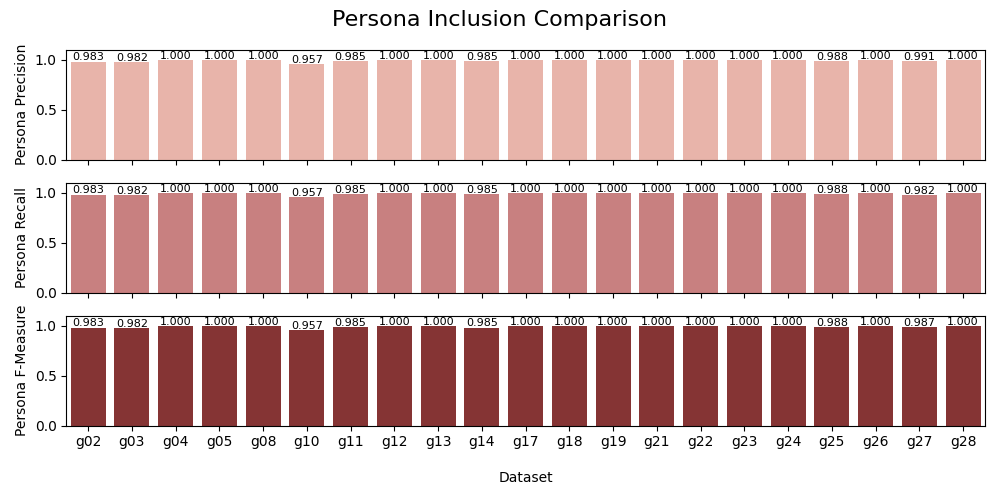 Persona Inclusion Comparison
Persona Precision
1.0
0.5
0.0
0.983 0.982 1.000 1.000 1.000 0.957 0.985 1.000 1.000 0.985 1.000 1.000 1.000 1.000 1.000 1.000 1.000 0.988 1.000 0.991 1.000
Persona Recall
1.0
0.5
0.0
0.983 0.982 1.000 1.000 1.000 0.957 0.985 1.000 1.000 0.985 1.000 1.000 1.000 1.000 1.000 1.000 1.000 0.988 1.000 0.982 1.000
Persona F-Measure
1.0
0.5
0.0
0.983 0.982 1.000 1.000 1.000 0.957 0.985 1.000 1.000 0.985 1.000 1.000 1.000 1.000 1.000 1.000 1.000 0.988 1.000 0.987 1.000
g02 g03 g04 g05 g08 g10 g11 g12 g13 g14 g17 g18 g19 g21 g22 g23 g24 g25 g26 g27 g28
Dataset